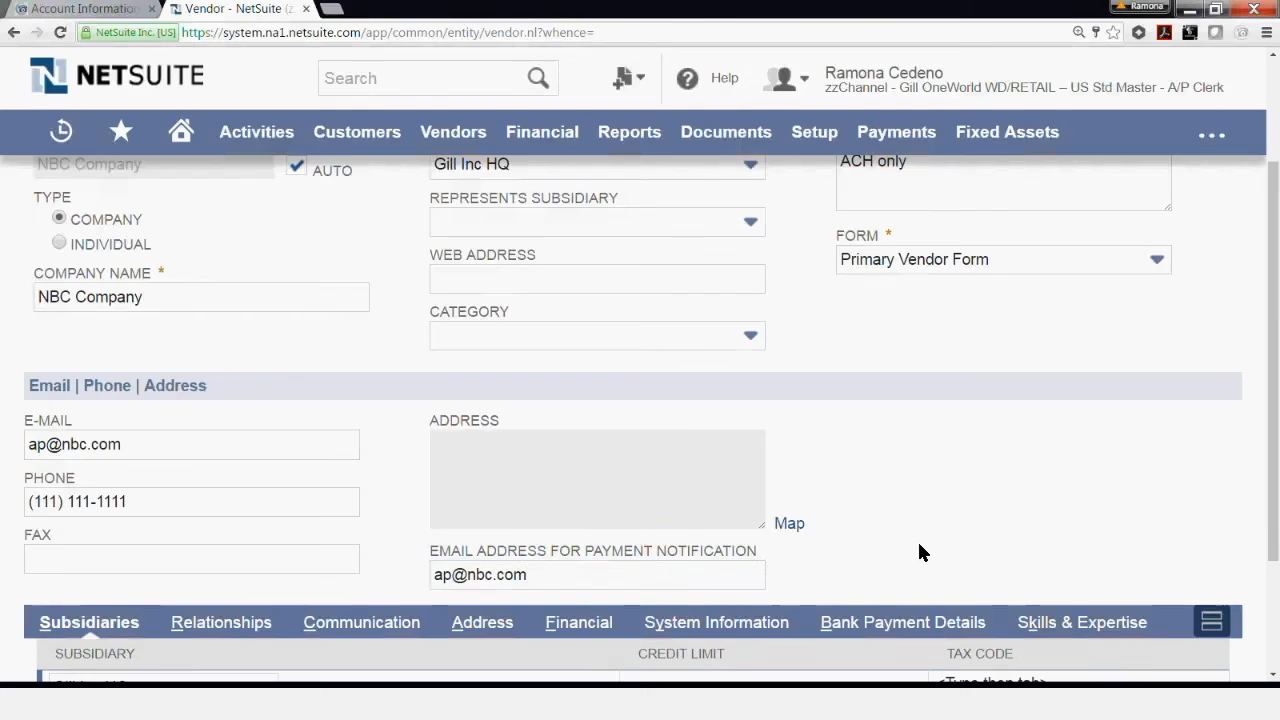 Account Information
Vendor - NetSuite (z
Ramona
NetSuite Inc. [US]
https://system.na1.netsuite.com/app/common/entity/vendor.nl?whence=
NETSUITE
Search
Help
Ramona Cedeno
zzChannel - Gill OneWorld WD/RETAIL – US Std Master - A/P Clerk
Activities Customers Vendors Financial Reports Documents Setup Payments Fixed Assets ...
NBC Company
AUTO
Gill Inc HQ
ACH only
TYPE
COMPANY
INDIVIDUAL
REPRESENTS SUBSIDIARY
FORM *
Primary Vendor Form
WEB ADDRESS
COMPANY NAME *
NBC Company
CATEGORY
Email | Phone | Address
E-MAIL
ap@nbc.com
ADDRESS
PHONE
(111) 111-1111
Map
FAX
EMAIL ADDRESS FOR PAYMENT NOTIFICATION
ap@nbc.com
Subsidiaries Relationships Communication Address Financial System Information Bank Payment Details Skills & Expertise
SUBSIDIARY CREDIT LIMIT TAX CODE
<Type then tab>